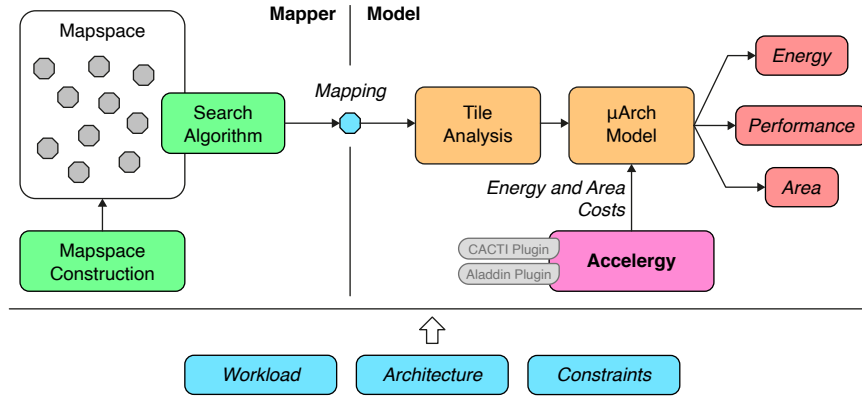 Mapper
Model
Mapspace
Search
Algorithm
Mapping
Tile
Analysis
µArch
Model
Energy
Performance
Area
Energy and Area
Costs
Mapspace
Construction
CACTI Plugin
Aladdin Plugin
Accelergy
Workload
Architecture
Constraints